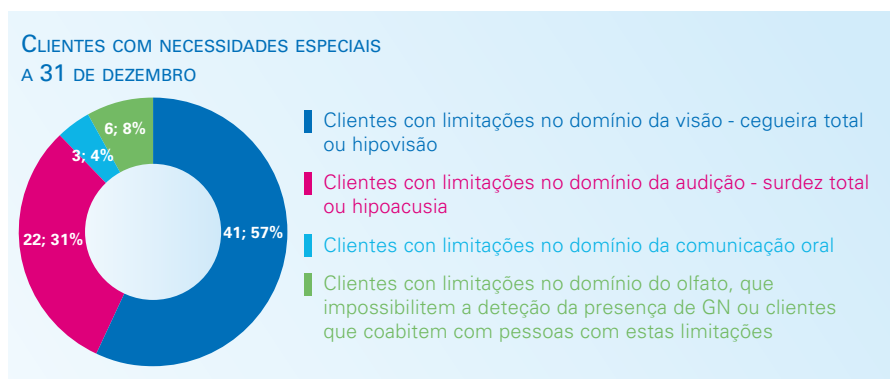 Clientes com necessidades especiais
a 31 de dezembro
6; 8%
3; 4%
22; 31%
41; 57%
Clientes con limitações no domínio da visão - cegueira total
ou hipovisão
Clientes con limitações no domínio da audição - surdez total
ou hipoacusia
Clientes con limitações no domínio da comunicação oral
Clientes con limitações no domínio do olfato, que
impossibilitem a deteção da presença de GN ou clientes
que coabitem com pessoas com estas limitações